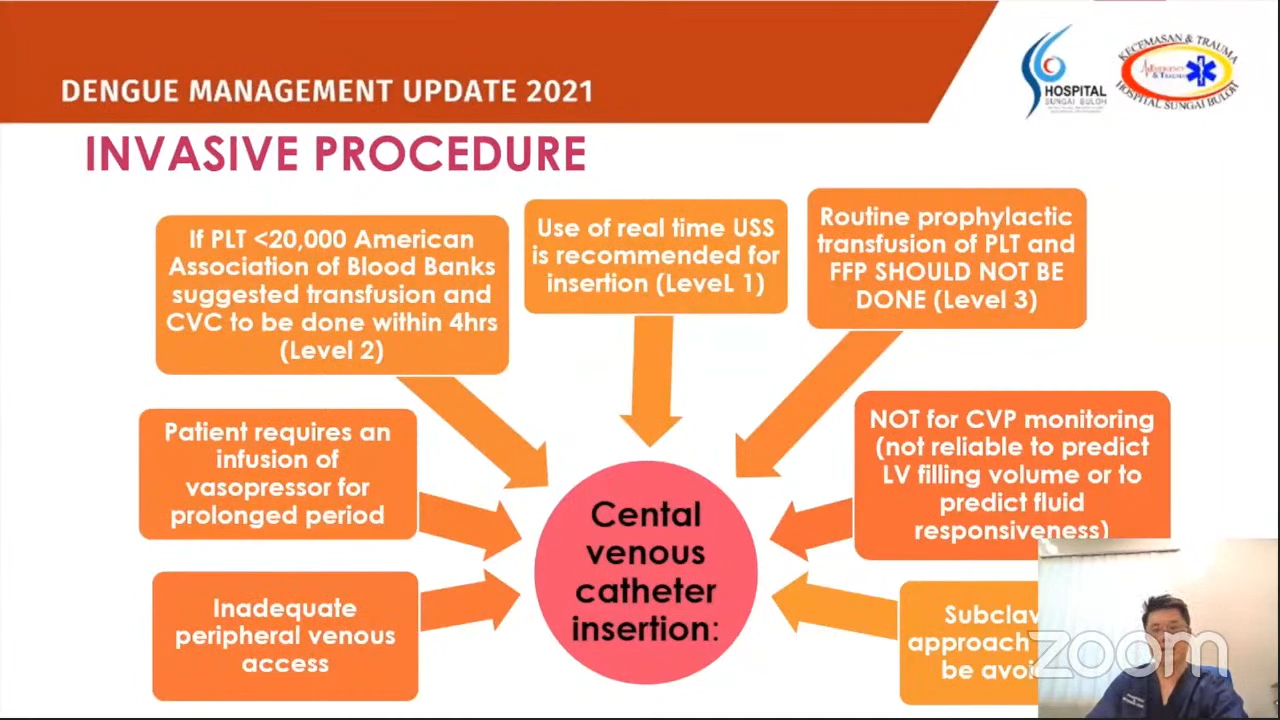 DENGUE MANAGEMENT UPDATE 2021
HOSPITAL
SUNGAI BULOH
KECEMASAN & TRAUMA
& TRAUMA
HOSPITAL SUNGAI BULOH
INVASIVE PROCEDURE
If PLT <20,000 American
Association of Blood Banks
suggested transfusion and
CVC to be done within 4hrs
(Level 2)
Use of real time USS
is recommended for
insertion (LeveL 1)
Routine prophylactic
transfusion of PLT and
FFP SHOULD NOT BE
DONE (Level 3)
Patient requires an
infusion of
vasopressor for
prolonged period
NOT for CVP monitoring
(not reliable to predict
LV filling volume or to
predict fluid
responsiveness)
Cental
venous
catheter
insertion:
Inadequate
peripheral venous
access
approach
be
zoom